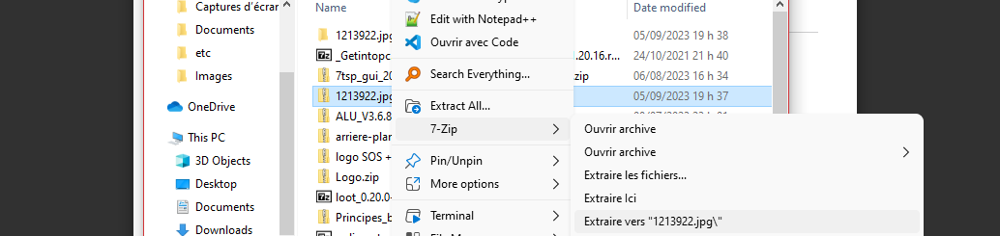 Captures d'écrar
Documents
etc
Images
OneDrive
This PC
3D Objects
Desktop
Documents
Downloads
Name
Date modified
1213922.jpg
05/09/2023 19 h 38
_Getintopc
.20.16.r...
24/10/2021 21 h 40
7tsp_gui_20
zip
06/08/2023 16 h 34
1213922.jpg
05/09/2023 19 h 37
ALU_V3.6.8
arriere-plan
logo SOS +
Logo.zip
loot_0.20.0-
Principes_b
Edit with Notepad++
Ouvrir avec Code
Search Everything...
Extract All...
7-Zip
Pin/Unpin
More options
Terminal
Ouvrir archive
Ouvrir archive
Extraire les fichiers...
Extraire Ici
Extraire vers "1213922.jpg\"